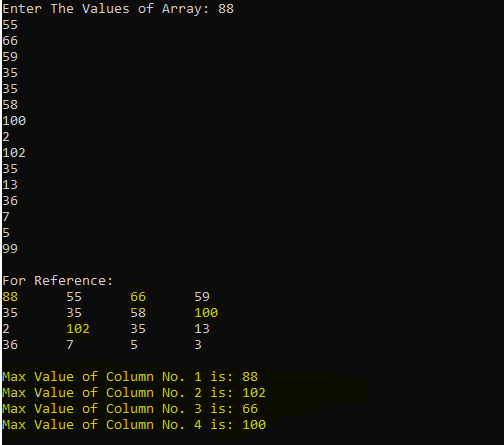 Enter The Values of Array: 88
55
66
59
35
35
58
100
2
102
35
13
36
7
5
99
For Reference:
88 55 66 59
35 35 58 100
2 102 35 13
36 7 5 3
Max Value of Column No. 1 is: 88
Max Value of Column No. 2 is: 102
Max Value of Column No. 3 is: 66
Max Value of Column No. 4 is: 100